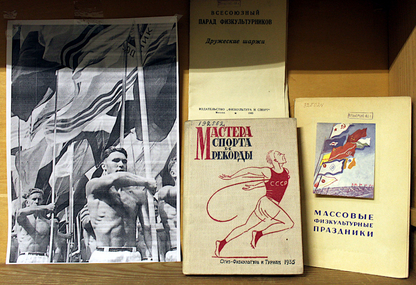 ВСЕСОЮЗНЫЙ
ПАРАД ФИЗКУЛЬТУРНИКОВ
Дружеские шаржи
ИЗДАТЕЛЬСТВО „ФИЗКУЛЬТУРА И СПОРТ"
МАСТЕРА
СПОРТА
И
РЕКОРДЫ
СССР
ОГИЗ-ФИЗКУЛЬТУРА И ТУРИЗМ 1935
МАССОВЫЕ
ФИЗКУЛЬТУРНЫЕ
ПРАЗДНИКИ